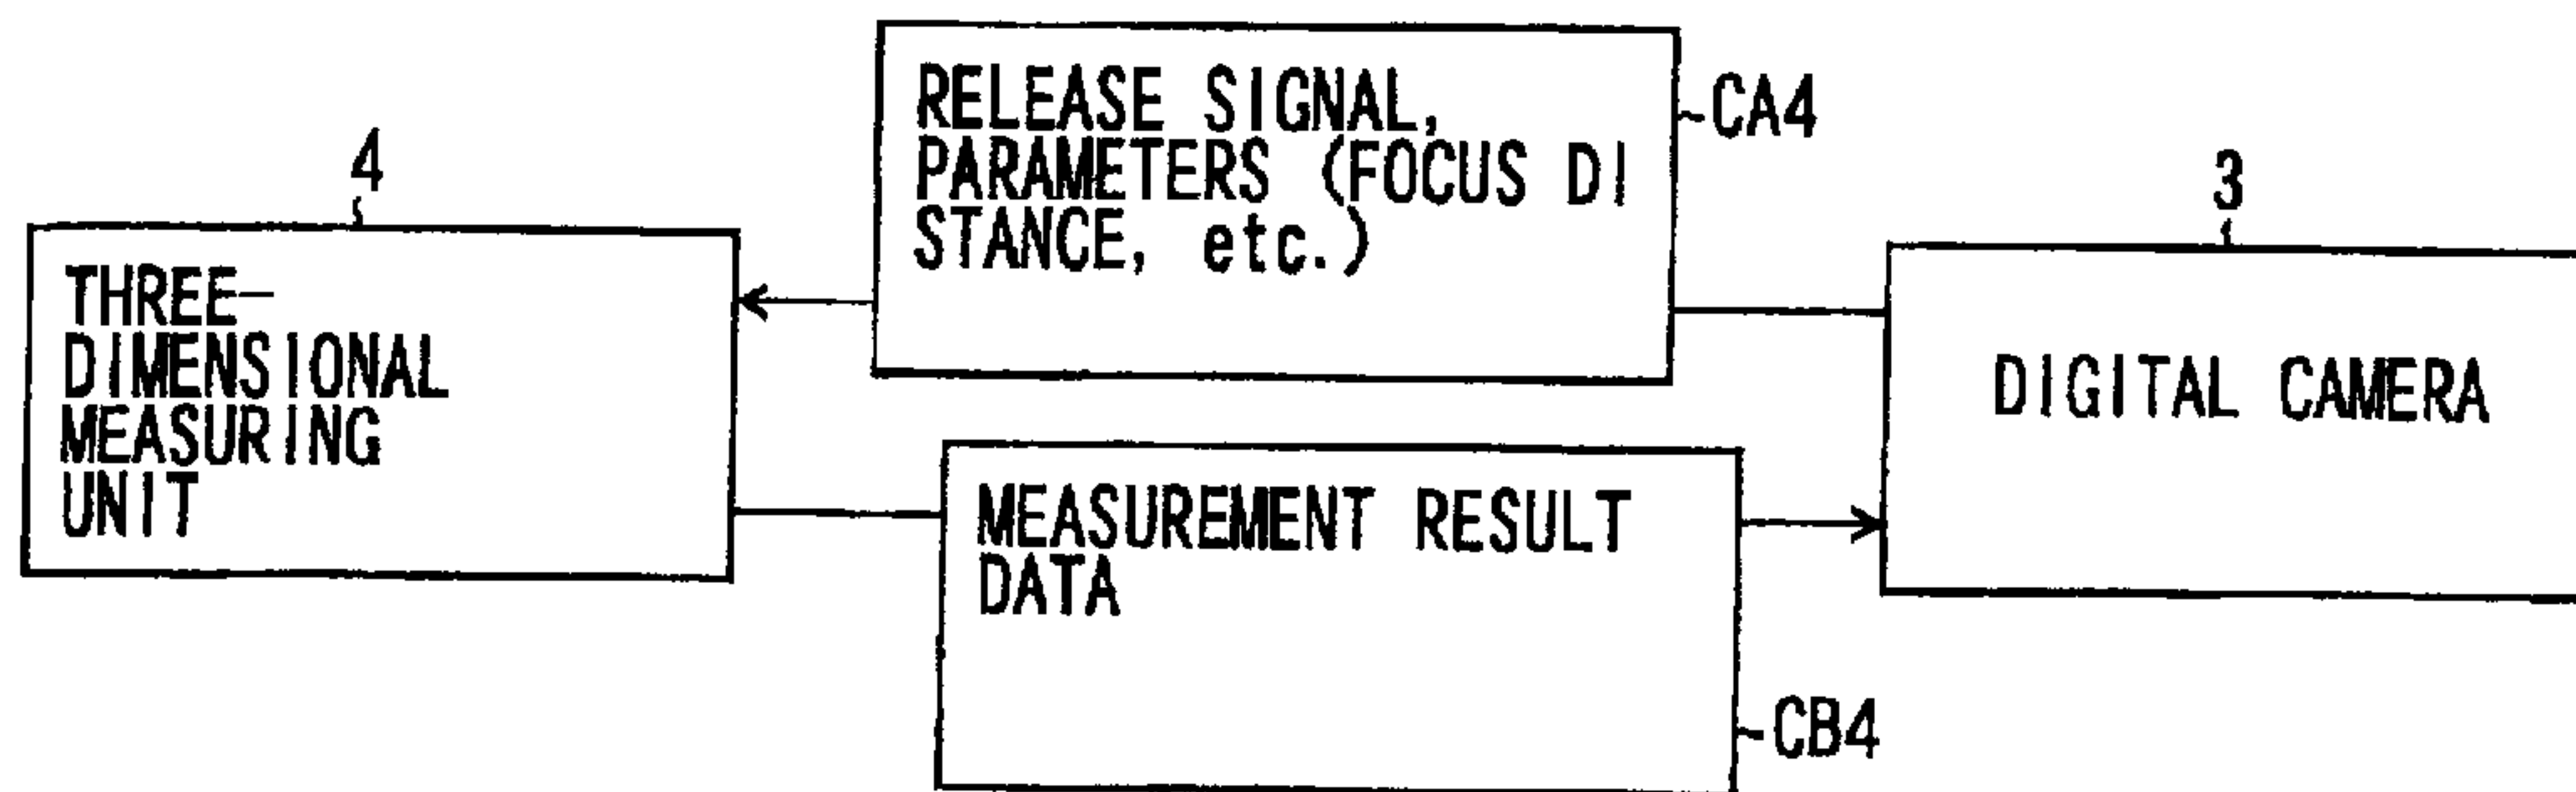 RELEASE SIGNAL,
PARAMETERS (FOCUS DI
STANCE, etc.)
CA4
4
THREE-
DIMENSIONAL
MEASURING
UNIT
3
DIGITAL CAMERA
MEASUREMENT RESULT
DATA
CB4